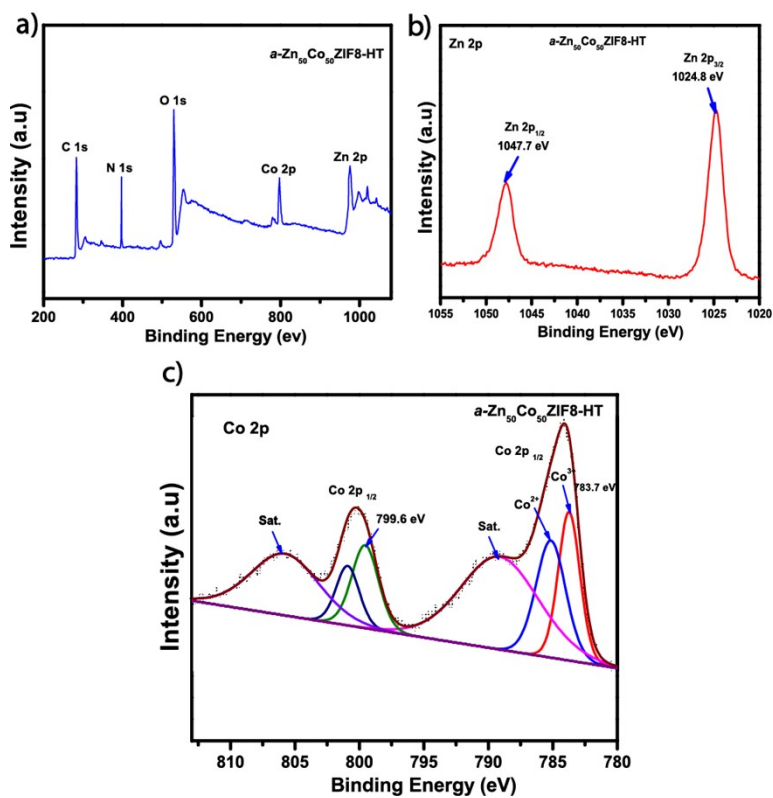 a)
a-Zn50Co50ZIF8-HT
O 1s
C 1s
N 1s
Co 2p
Zn 2p
Intensity (a.u)
200 400 600 800 1000
Binding Energy (ev)
b)
Zn 2p
a-Zn50Co50ZIF8-HT
Zn 2p3/2
1024.8 eV
Zn 2p1/2
1047.7 eV
Intensity (a.u)
1055 1050 1045 1040 1035 1030 1025 1020
Binding Energy (eV)
c)
a-Zn50Co50ZIF8-HT
Co 2p
Co 2p 1/2
Co 2p 1/2
Co3+
783.7 eV
Co2+
799.6 eV
Sat.
Sat.
Intensity (a.u)
810 805 800 795 790 785 780
Binding Energy (eV)